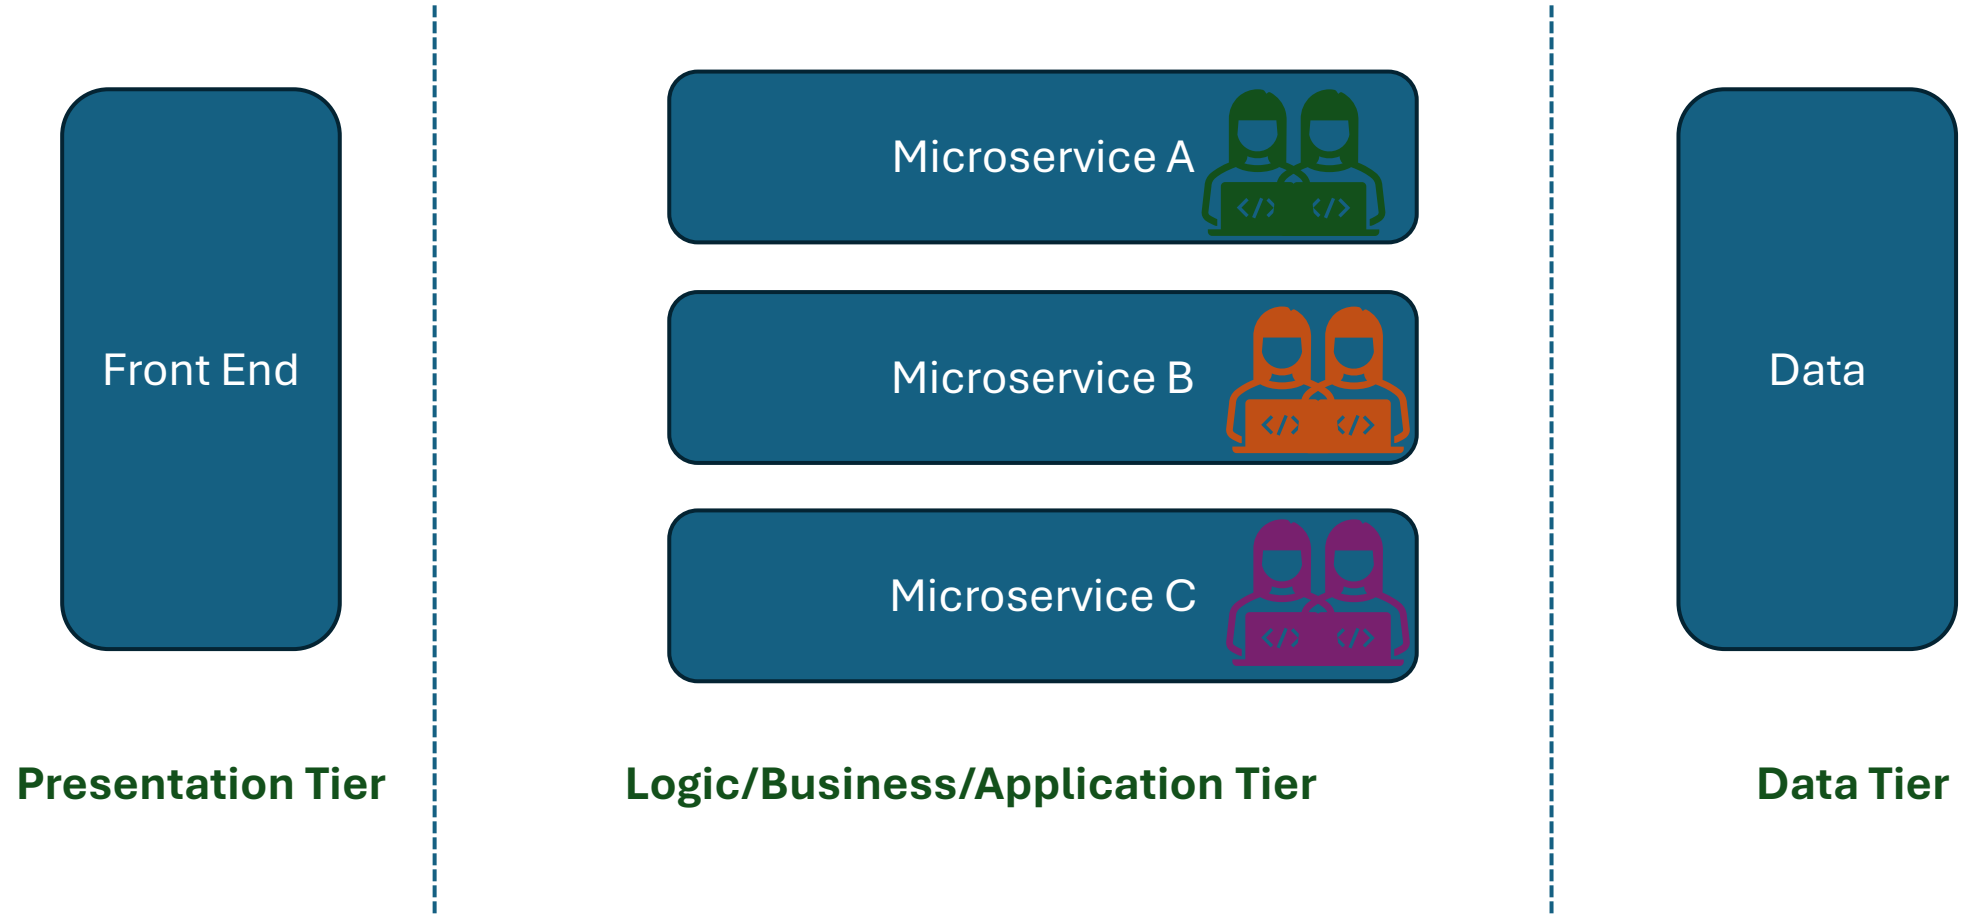 Front End
Microservice A
</>
</>
Microservice B
</>
</>
Microservice C
</>
</>
Data
Presentation Tier
Logic/Business/Application Tier
Data Tier